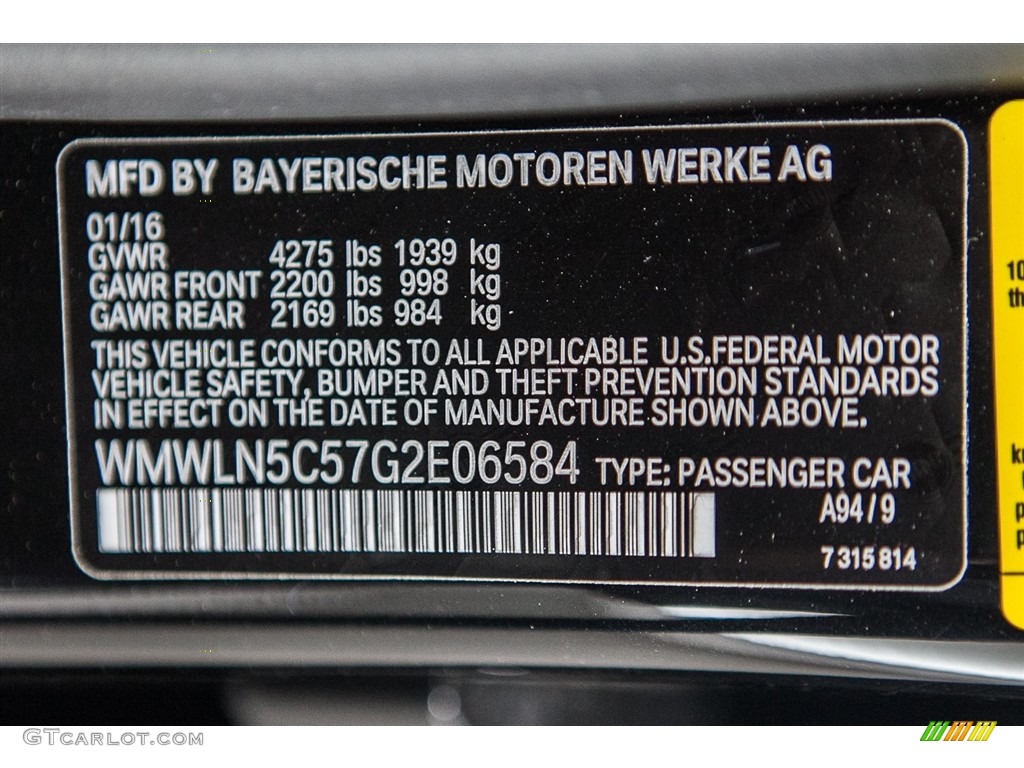 MFD BY BAYERISCHE MOTOREN WERKE AG
01/16
GVWR 4275 lbs 1939 kg
GAWR FRONT 2200 lbs 998 kg
GAWR REAR 2169 lbs 984 kg
THIS VEHICLE CONFORMS TO ALL APPLICABLE U.S.FEDERAL MOTOR
VEHICLE SAFETY, BUMPER AND THEFT PREVENTION STANDARDS
IN EFFECT ON THE DATE OF MANUFACTURE SHOWN ABOVE.
WMWLN5C57G2E06584 TYPE: PASSENGER CAR
A94/9
7315814
10
th
GTCARLOT.COM